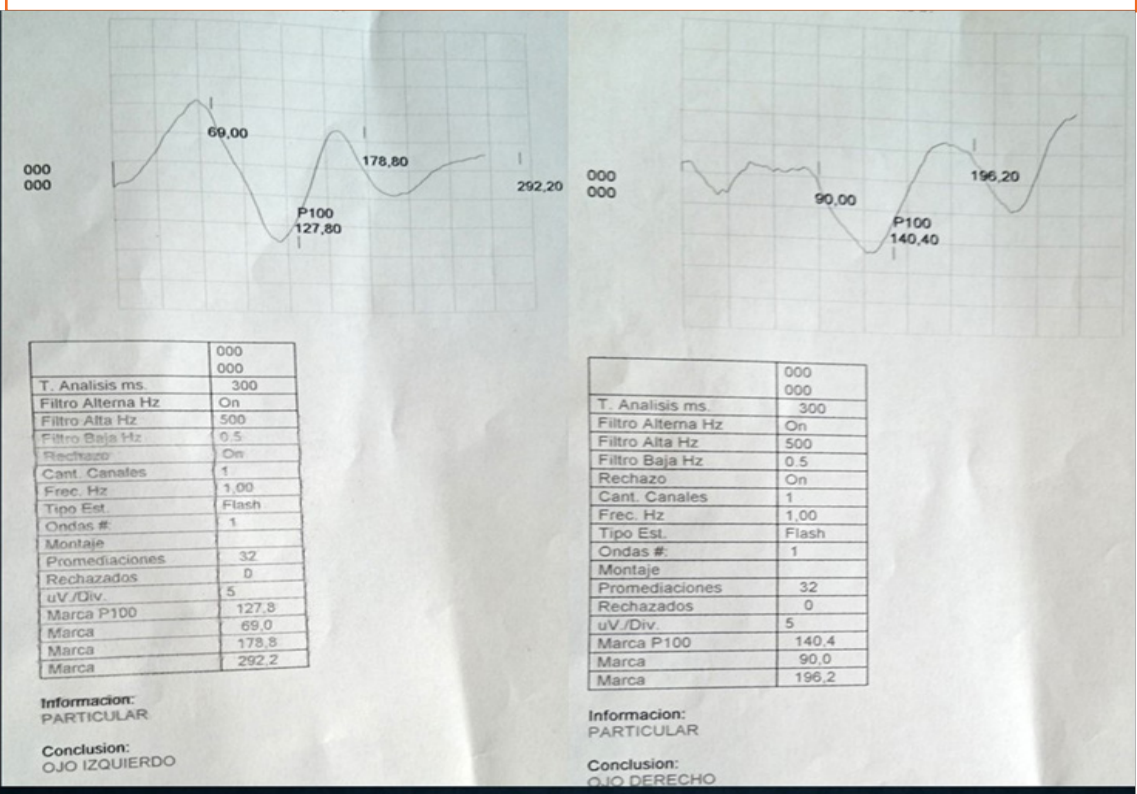 69,00
178,80
000
000
292,20
P100
127,80
000
000
T. Analisis ms. 300
Filtro Alterna Hz On
Filtro Alta Hz 500
Filtro Baja Hz 0.5
Rechazo On
Cant. Canales 1
Frec. Hz 1,00
Tipo Est. Flash
Ondas #: 1
Montaje
Promediaciones 32
Rechazados 0
uV./Div. 5
Marca P100 127,8
Marca 69,0
Marca 178,8
Marca 292,2
Informacion:
PARTICULAR
Conclusion:
OJO IZQUIERDO
000
000
196,20
90,00
P100
140,40
000
000
T. Analisis ms. 300
Filtro Alterna Hz On
Filtro Alta Hz 500
Filtro Baja Hz 0.5
Rechazo On
Cant. Canales 1
Frec. Hz 1,00
Tipo Est. Flash
Ondas #: 1
Montaje
Promediaciones 32
Rechazados 0
uV./Div. 5
Marca P100 140,4
Marca 90,0
Marca 196,2
Informacion:
PARTICULAR
Conclusion:
OJO DERECHO